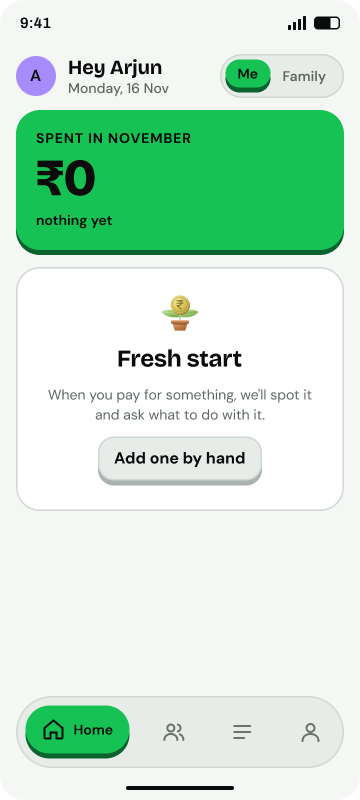 9:41
A
Hey Arjun
Monday, 16 Nov
Me
Family
SPENT IN NOVEMBER
₹0
nothing yet
₹
Fresh start
When you pay for something, we'll spot it
and ask what to do with it.
Add one by hand
Home